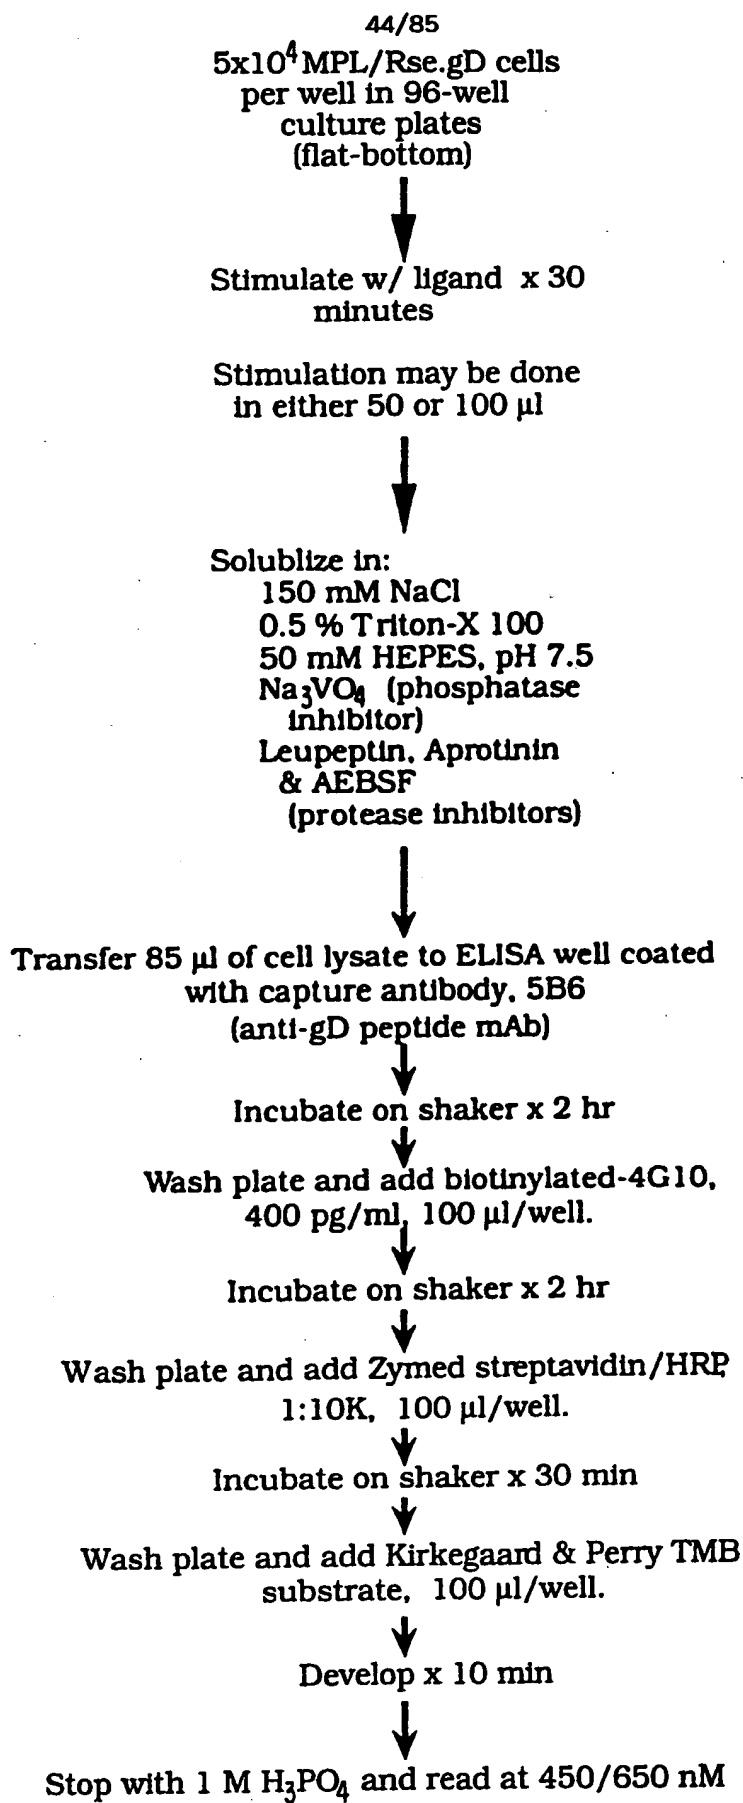 44/85
5x10⁴ MPL/Rse.gD cells
per well in 96-well
culture plates
(flat-bottom)
Stimulate w/ ligand x 30
minutes
Stimulation may be done
in either 50 or 100 µl
Solublize in:
150 mM NaCl
0.5 % Triton-X 100
50 mM HEPES, pH 7.5
Na₃VO₄ (phosphatase
inhibitor)
Leupeptin, Aprotinin
& AEBSF
(protease inhibitors)
Transfer 85 µl of cell lysate to ELISA well coated
with capture antibody, 5B6
(anti-gD peptide mAb)
Incubate on shaker x 2 hr
Wash plate and add biotinylated-4G10,
400 pg/ml, 100 µl/well.
Incubate on shaker x 2 hr
Wash plate and add Zymed streptavidin/HRP,
1:10K, 100 µl/well.
Incubate on shaker x 30 min
Wash plate and add Kirkegaard & Perry TMB
substrate, 100 µl/well.
Develop x 10 min
Stop with 1 M H₃PO₄ and read at 450/650 nM